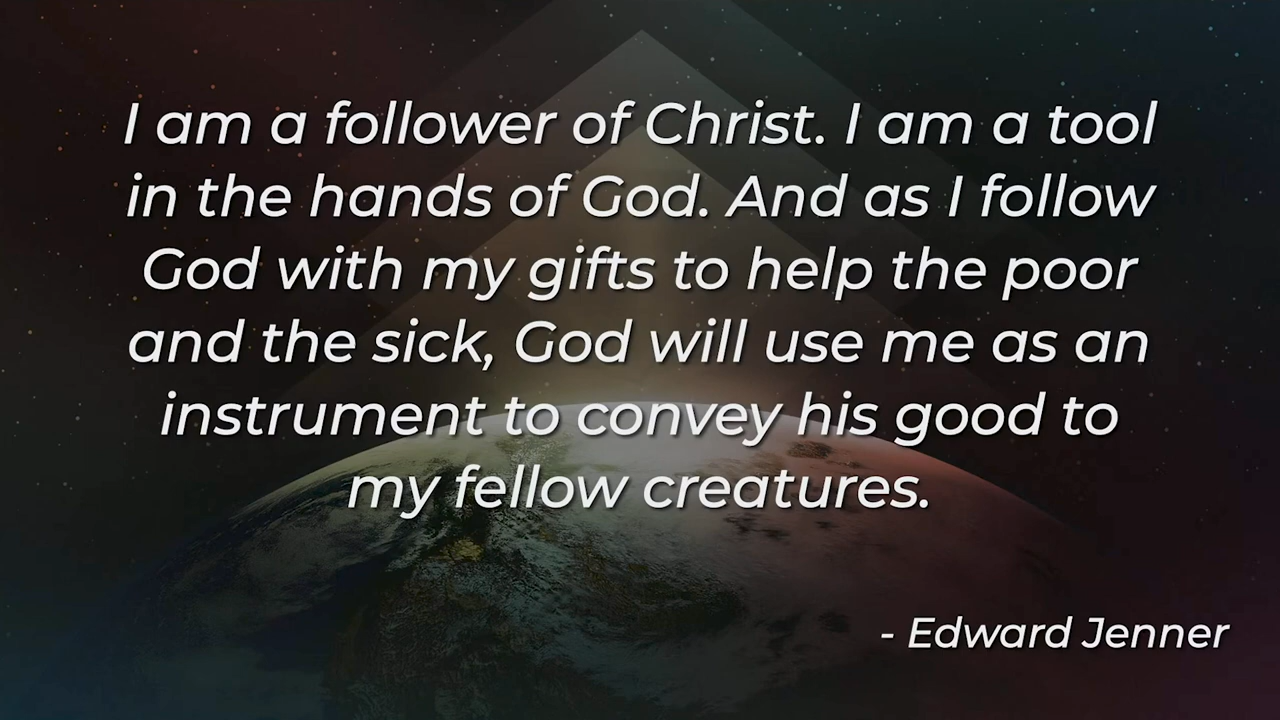 I am a follower of Christ. I am a tool
in the hands of God. And as I follow
God with my gifts to help the poor
and the sick, God will use me as an
instrument to convey his good to
my fellow creatures.
- Edward Jenner